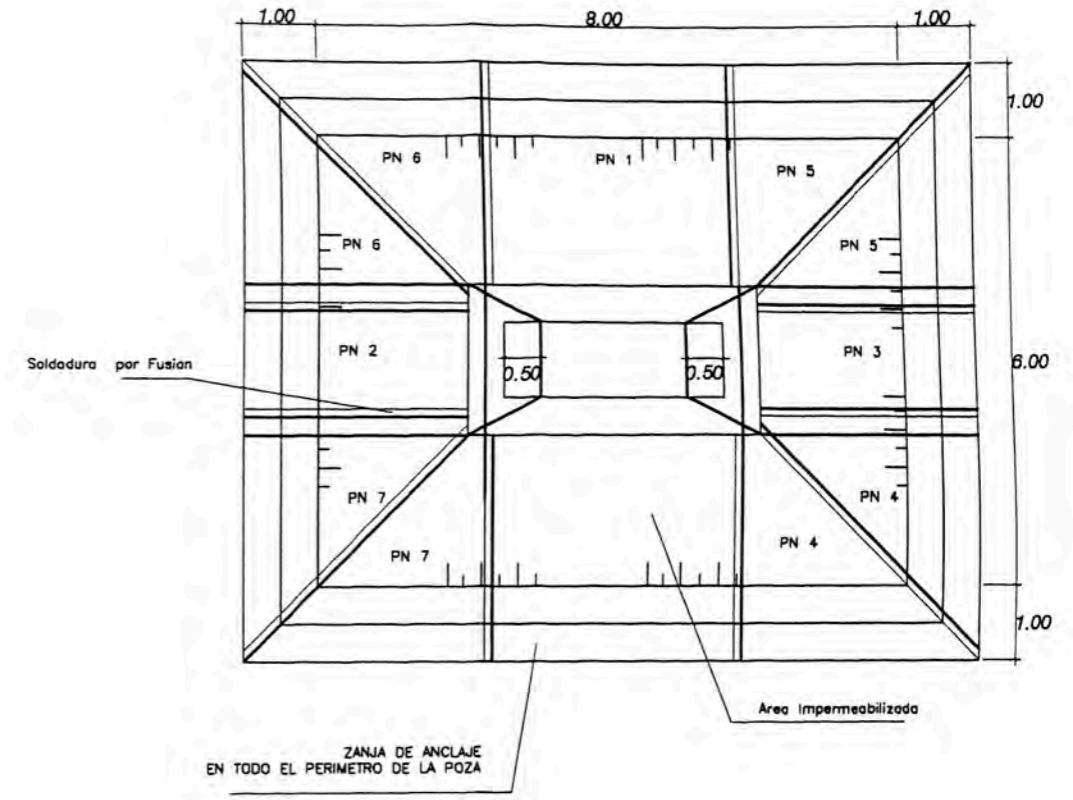 1.00
8.00
1.00
1.00
PN 6
PN 1
PN 5
PN 6
PN 5
PN 2
PN 3
Soldadura por Fusian
0.50
0.50
6.00
PN 7
PN 4
PN 7
PN 4
1.00
Area Impermeabilizada
ZANJA DE ANCLAJE
EN TODO EL PERIMETRO DE LA POZA